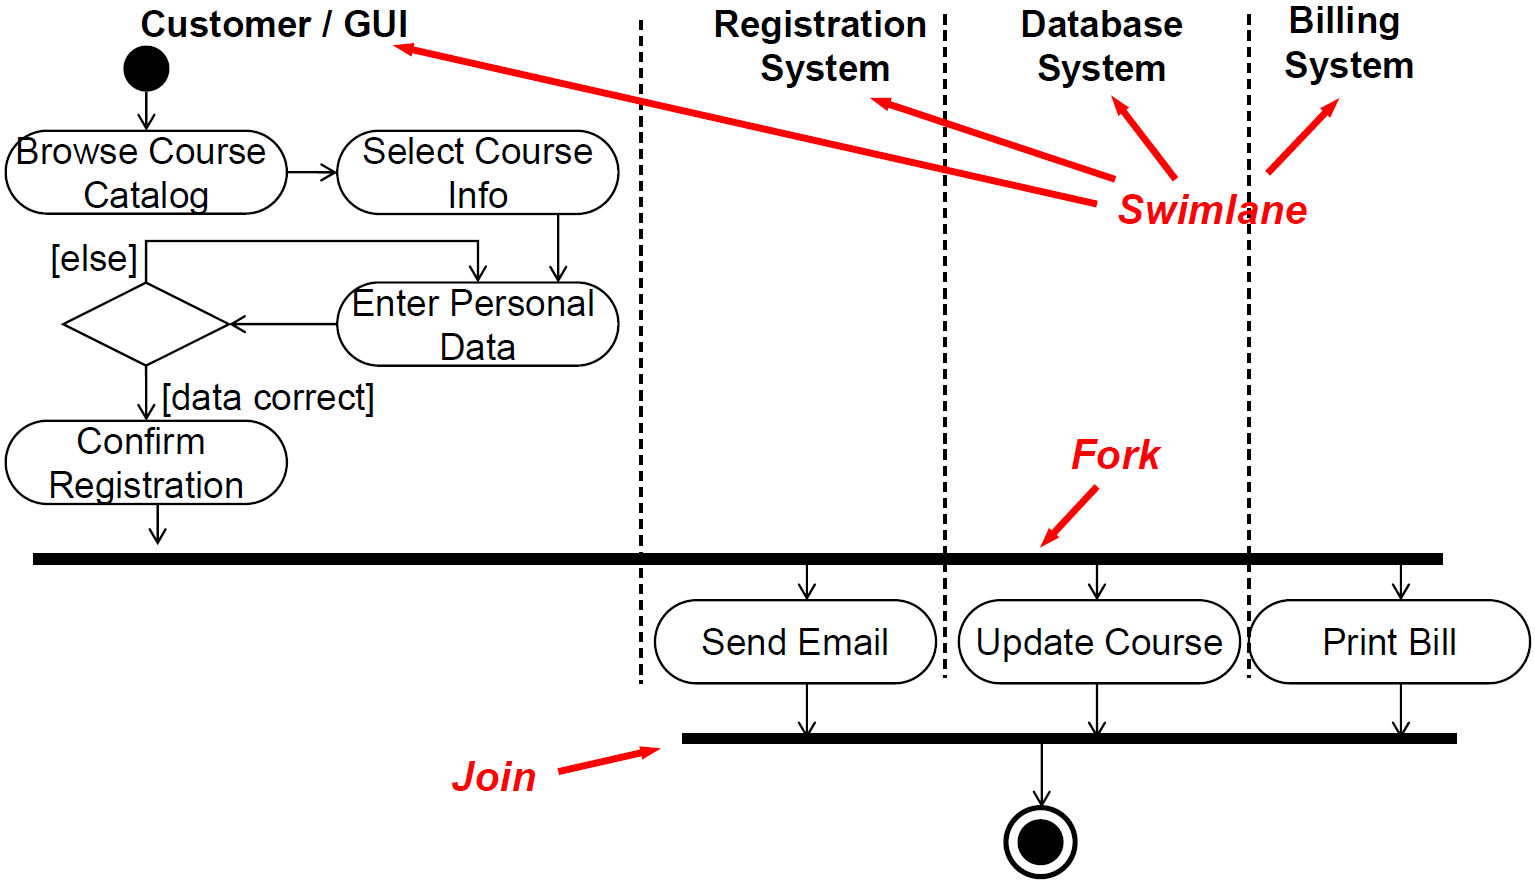 Customer / GUI
Registration
System
Database
System
Billing
System
Browse Course
Catalog
Select Course
Info
Swimlane
[else]
Enter Personal
Data
[data correct]
Confirm
Registration
Fork
Send Email
Update Course
Print Bill
Join